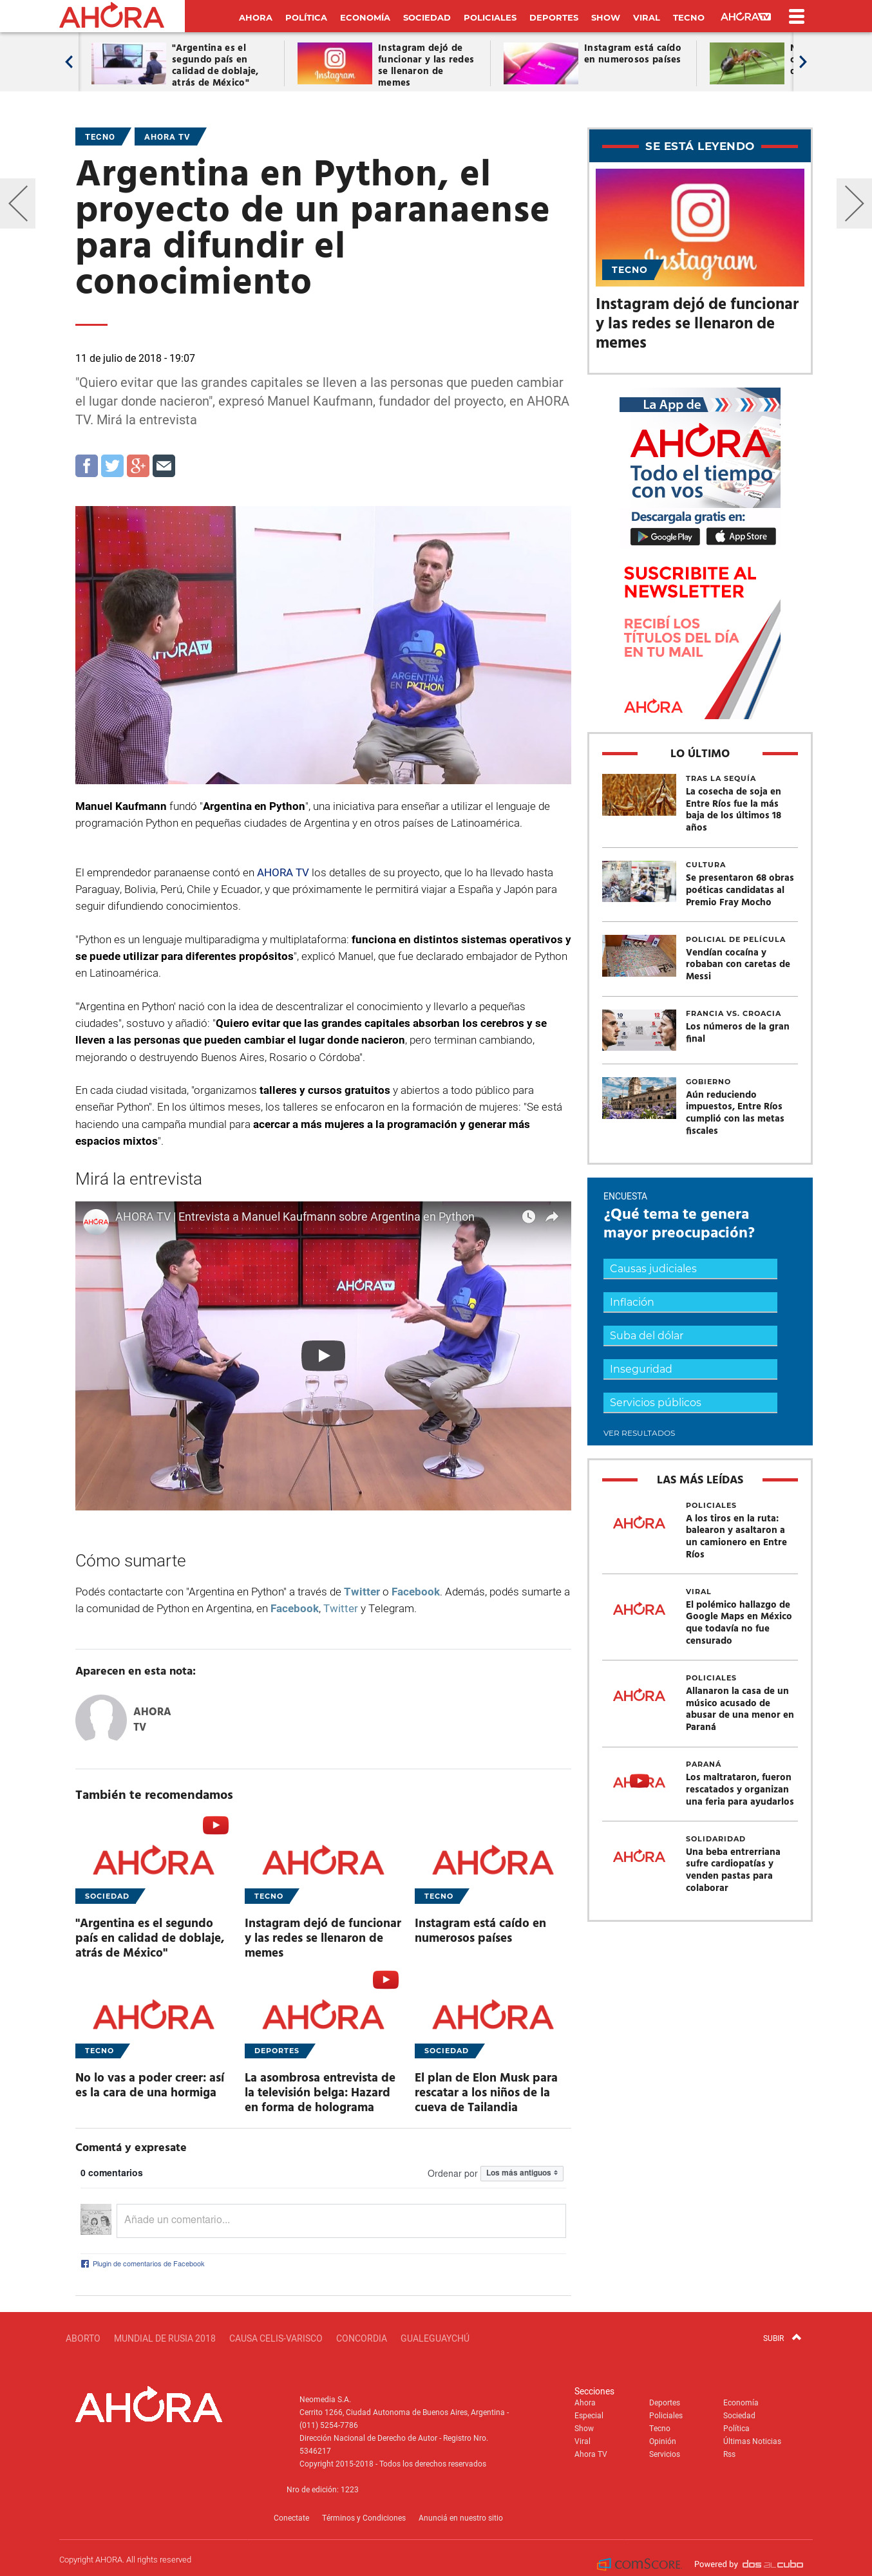 AHORA
AHORA POLÍTICA ECONOMÍA SOCIEDAD POLICIALES DEPORTES SHOW VIRAL TECNO AHORA TV
"Argentina es el
segundo país en
calidad de doblaje,
atrás de México"
Instagram dejó de
funcionar y las redes
se llenaron de
memes
Instagram está caído
en numerosos países
TECNO
AHORA TV
Argentina en Python, el
proyecto de un paranaense
para difundir el
conocimiento
11 de julio de 2018 - 19:07
"Quiero evitar que las grandes capitales se lleven a las personas que pueden cambiar
el lugar donde nacieron", expresó Manuel Kaufmann, fundador del proyecto, en AHORA
TV. Mirá la entrevista
AHORA TV
ARGENTINA
EN PYTHON
Manuel Kaufmann fundó "Argentina en Python", una iniciativa para enseñar a utilizar el lenguaje de
programación Python en pequeñas ciudades de Argentina y en otros países de Latinoamérica.
El emprendedor paranaense contó en AHORA TV los detalles de su proyecto, que lo ha llevado hasta
Paraguay, Bolivia, Perú, Chile y Ecuador, y que próximamente le permitirá viajar a España y Japón para
seguir difundiendo conocimientos.
"Python es un lenguaje multiparadigma y multiplataforma: funciona en distintos sistemas operativos y
se puede utilizar para diferentes propósitos", explicó Manuel, que fue declarado embajador de Python
en Latinoamérica.
"'Argentina en Python' nació con la idea de descentralizar el conocimiento y llevarlo a pequeñas
ciudades", sostuvo y añadió: "Quiero evitar que las grandes capitales absorban los cerebros y se
lleven a las personas que pueden cambiar el lugar donde nacieron, pero terminan cambiando,
mejorando o destruyendo Buenos Aires, Rosario o Córdoba".
En cada ciudad visitada, "organizamos talleres y cursos gratuitos y abiertos a todo público para
enseñar Python". En los últimos meses, los talleres se enfocaron en la formación de mujeres: "Se está
haciendo una campaña mundial para acercar a más mujeres a la programación y generar más
espacios mixtos".
Mirá la entrevista
AHORA
AHORA TV | Entrevista a Manuel Kaufmann sobre Argentina en Python
AHORA TV
Cómo sumarte
Podés contactarte con "Argentina en Python" a través de Twitter o Facebook. Además, podés sumarte a
la comunidad de Python en Argentina, en Facebook, Twitter y Telegram.
Aparecen en esta nota:
AHORA
TV
También te recomendamos
AHORA
SOCIEDAD
"Argentina es el segundo
país en calidad de doblaje,
atrás de México"
AHORA
TECNO
Instagram dejó de funcionar
y las redes se llenaron de
memes
AHORA
TECNO
Instagram está caído en
numerosos países
AHORA
TECNO
No lo vas a poder creer: así
es la cara de una hormiga
AHORA
DEPORTES
La asombrosa entrevista de
la televisión belga: Hazard
en forma de holograma
AHORA
SOCIEDAD
El plan de Elon Musk para
rescatar a los niños de la
cueva de Tailandia
Comentá y expresate
0 comentarios
Ordenar por Los más antiguos
Añade un comentario...
Plugin de comentarios de Facebook
SE ESTÁ LEYENDO
Instagram
TECNO
Instagram dejó de funcionar
y las redes se llenaron de
memes
La App de
AHORA
Todo el tiempo
con vos
Descargala gratis en:
Google Play
App Store
SUSCRIBITE AL
NEWSLETTER
RECIBÍ LOS
TÍTULOS DEL DÍA
EN TU MAIL
AHORA
LO ÚLTIMO
TRAS LA SEQUÍA
La cosecha de soja en
Entre Ríos fue la más
baja de los últimos 18
años
CULTURA
Se presentaron 68 obras
poéticas candidatas al
Premio Fray Mocho
POLICIAL DE PELÍCULA
Vendían cocaína y
robaban con caretas de
Messi
FRANCIA VS. CROACIA
Los números de la gran
final
GOBIERNO
Aún reduciendo
impuestos, Entre Ríos
cumplió con las metas
fiscales
ENCUESTA
¿Qué tema te genera
mayor preocupación?
Causas judiciales
Inflación
Suba del dólar
Inseguridad
Servicios públicos
VER RESULTADOS
LAS MÁS LEÍDAS
AHORA
POLICIALES
A los tiros en la ruta:
balearon y asaltaron a
un camionero en Entre
Ríos
AHORA
VIRAL
El polémico hallazgo de
Google Maps en México
que todavía no fue
censurado
AHORA
POLICIALES
Allanaron la casa de un
músico acusado de
abusar de una menor en
Paraná
AHORA
PARANÁ
Los maltrataron, fueron
rescatados y organizan
una feria para ayudarlos
AHORA
SOLIDARIDAD
Una beba entrerriana
sufre cardiopatías y
venden pastas para
colaborar
ABORTO MUNDIAL DE RUSIA 2018 CAUSA CELIS-VARISCO CONCORDIA GUALEGUAYCHÚ
SUBIR
AHORA
Neomedia S.A.
Cerrito 1266, Ciudad Autonoma de Buenos Aires, Argentina -
(011) 5254-7786
Dirección Nacional de Derecho de Autor - Registro Nro.
5346217
Copyright 2015-2018 - Todos los derechos reservados
Nro de edición: 1223
Secciones
Ahora Deportes Economía
Especial Policiales Sociedad
Show Tecno Política
Viral Opinión Últimas Noticias
Ahora TV Servicios Rss
Conectate Términos y Condiciones Anunciá en nuestro sitio
Copyright AHORA. All rights reserved
comSCORE
Powered by dos al cubo